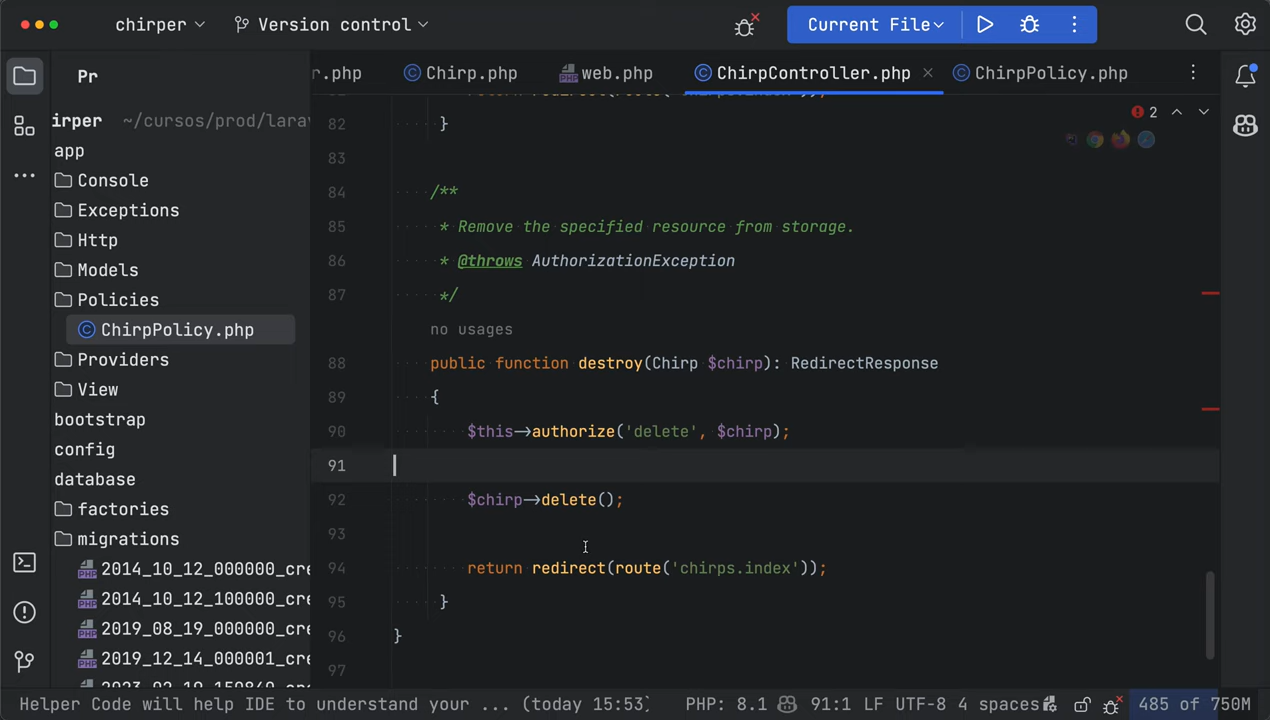 chirper
Version control
Current File
Pr
r.php
Chirp.php
web.php
ChirpController.php
ChirpPolicy.php
irper ~/cursos/prod/larav
app
Console
Exceptions
Http
Models
Policies
ChirpPolicy.php
Providers
View
bootstrap
config
database
factories
migrations
2014_10_12_000000_cre
2014_10_12_100000_cre
2019_08_19_000000_cre
2019_12_14_000001_cre
2
82 }
83
84 /**
85 * Remove the specified resource from storage.
86 * @throws AuthorizationException
87 */
no usages
88 public function destroy(Chirp $chirp): RedirectResponse
89 {
90 $this->authorize('delete', $chirp);
91
92 $chirp->delete();
93
94 return redirect(route('chirps.index'));
95 }
96 }
97
Helper Code will help IDE to understand your ... (today 15:53) PHP: 8.1 91:1 LF UTF-8 4 spaces 485 of 750M